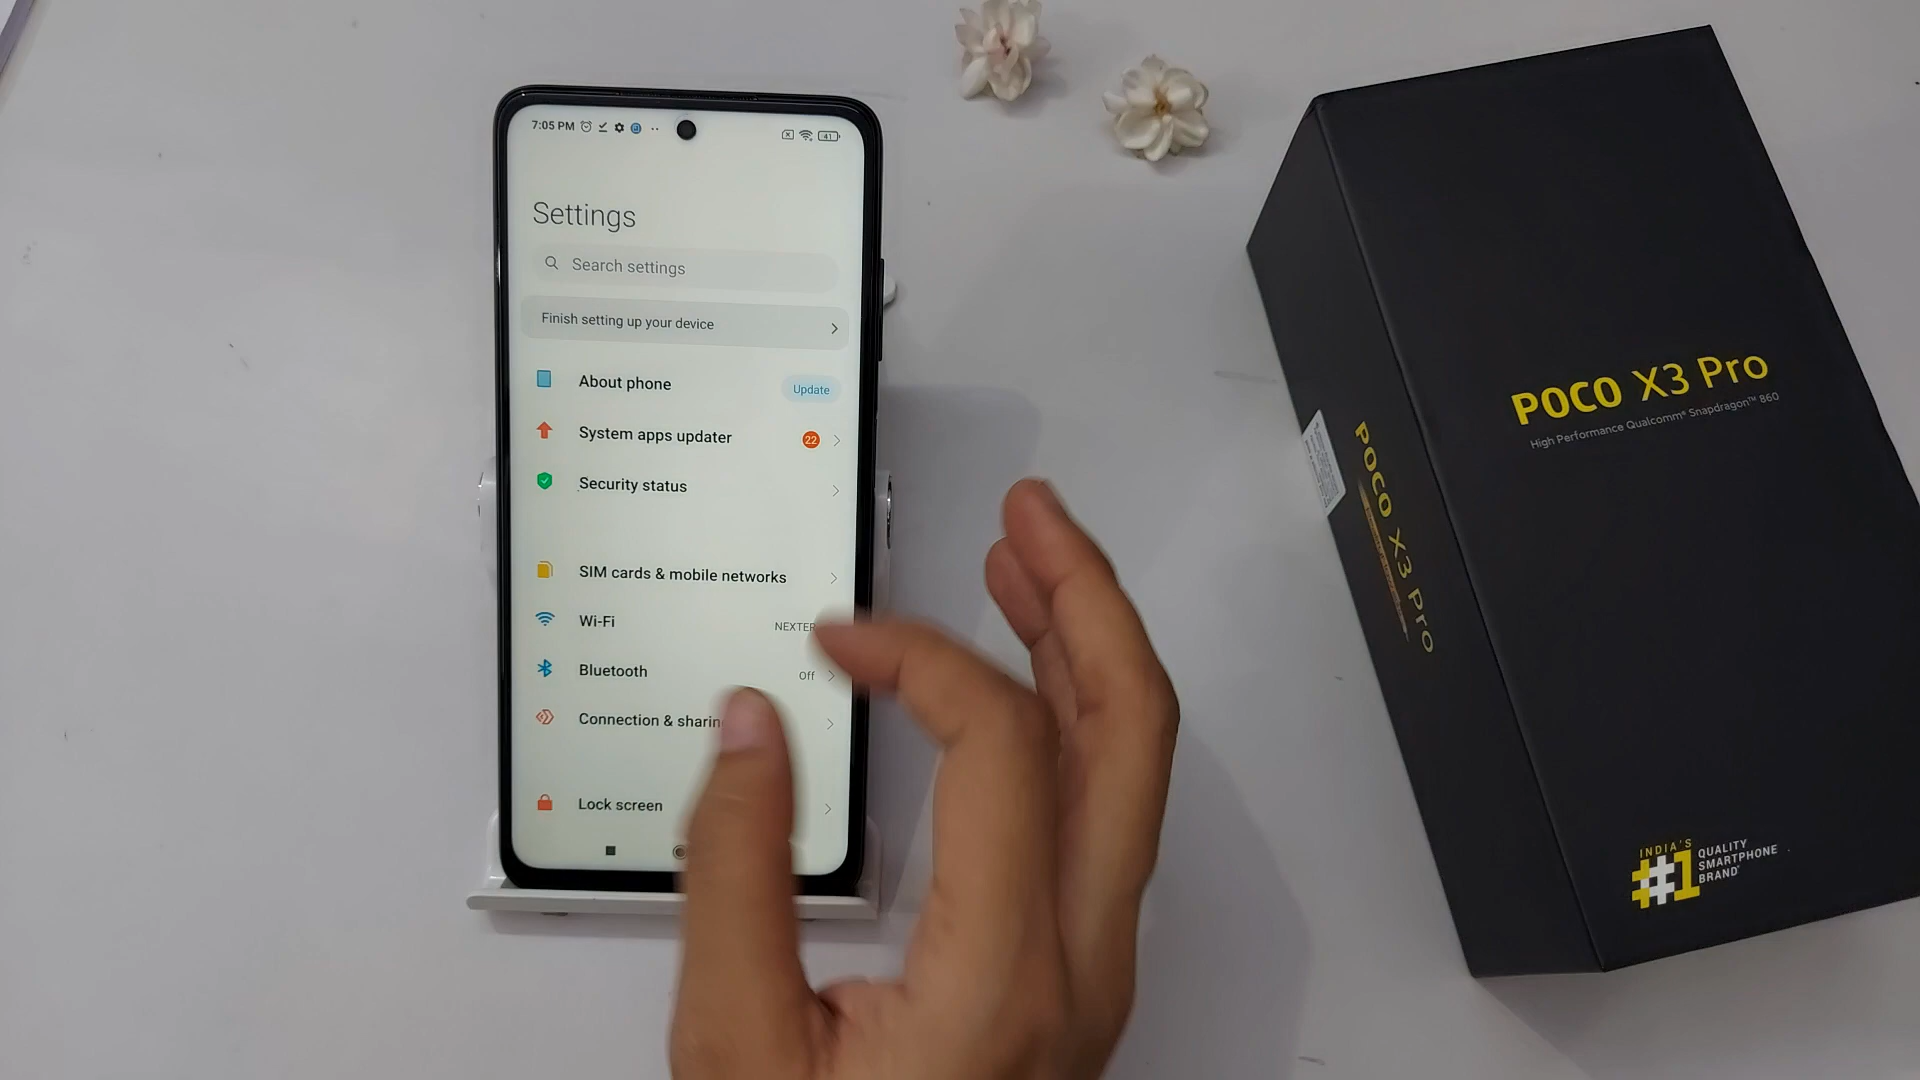 7:05 PM
41
Settings
Search settings
Finish setting up your device
About phone
Update
System apps updater
22
Security status
SIM cards & mobile networks
Wi-Fi
NEXTER
Bluetooth
Off
Connection & sharin
Lock screen
POCO X3 Pro
High Performance Qualcomm® Snapdragon™ 860
POCO X3 Pro
INDIA'S
#1
QUALITY
SMARTPHONE
BRAND*